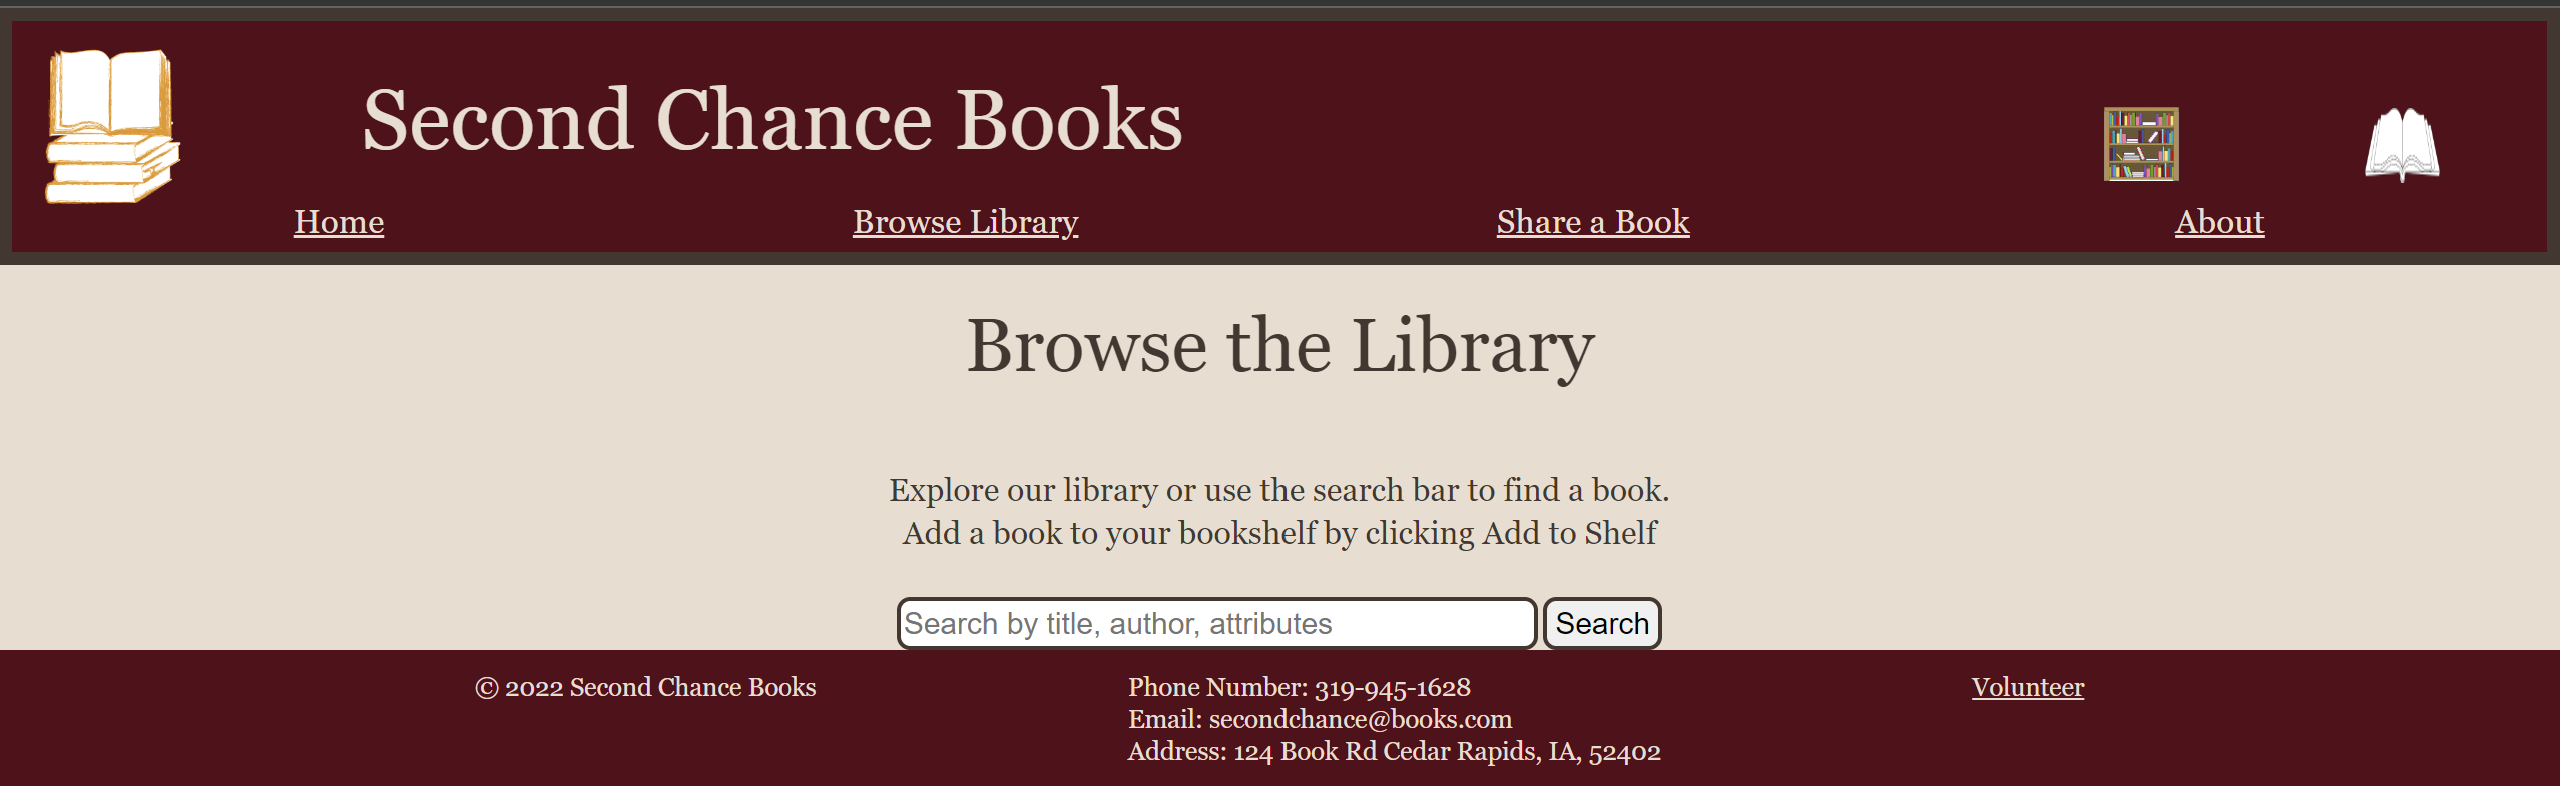 Second Chance Books
Home
Browse Library
Share a Book
About
Browse the Library
Explore our library or use the search bar to find a book.
Add a book to your bookshelf by clicking Add to Shelf
Search by title, author, attributes
Search
© 2022 Second Chance Books
Phone Number: 319-945-1628
Email: secondchance@books.com
Address: 124 Book Rd Cedar Rapids, IA, 52402
Volunteer